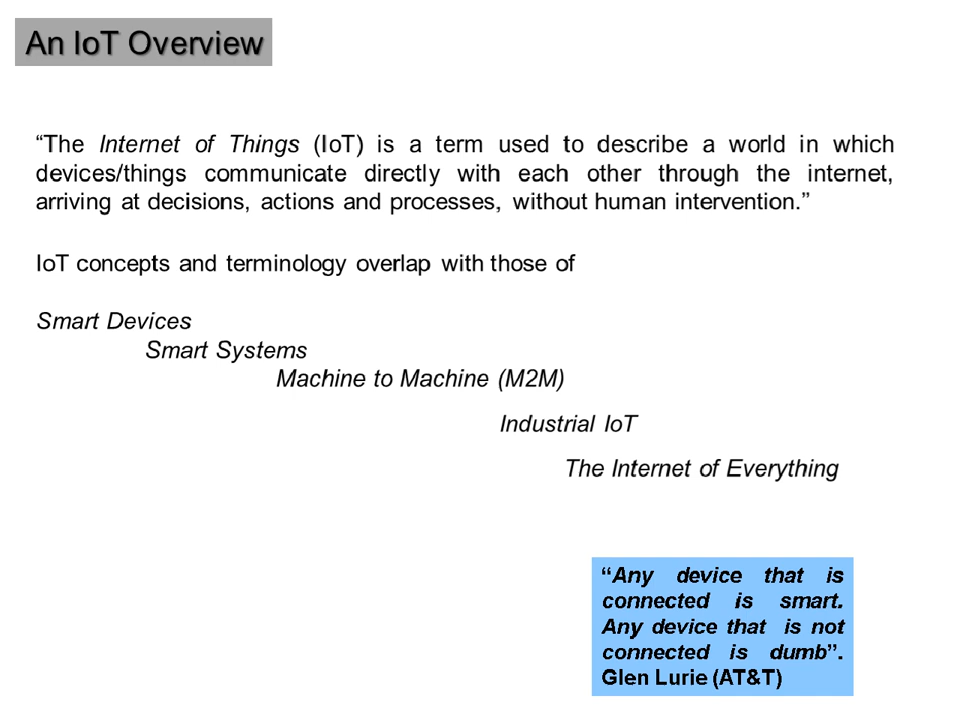 An IoT Overview
“The Internet of Things (IoT) is a term used to describe a world in which
devices/things communicate directly with each other through the internet,
arriving at decisions, actions and processes, without human intervention.”
IoT concepts and terminology overlap with those of
Smart Devices
Smart Systems
Machine to Machine (M2M)
Industrial IoT
The Internet of Everything
“Any device that is
connected is smart.
Any device that is not
connected is dumb”.
Glen Lurie (AT&T)